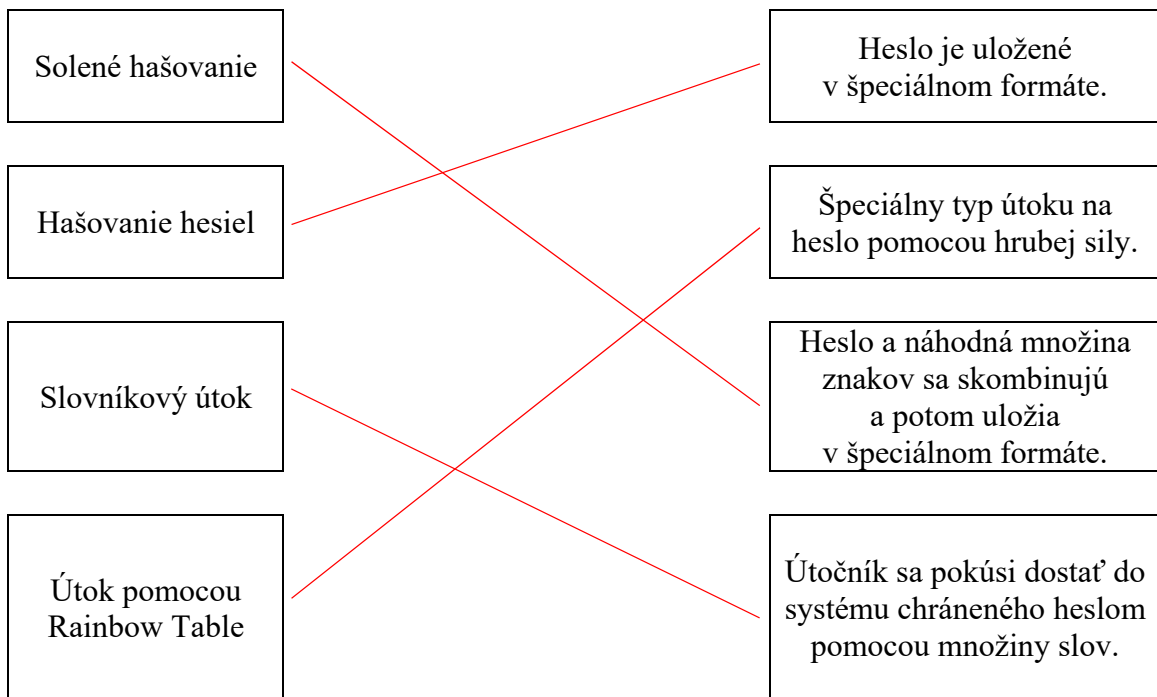 Solené hašovanie
Heslo je uložené
v špeciálnom formáte.
Hašovanie hesiel
Špeciálny typ útoku na
heslo pomocou hrubej sily.
Slovníkový útok
Heslo a náhodná množina
znakov sa skombinujú
a potom uložia
v špeciálnom formáte.
Útok pomocou
Rainbow Table
Útočník sa pokúsi dostať do
systému chráneného heslom
pomocou množiny slov.